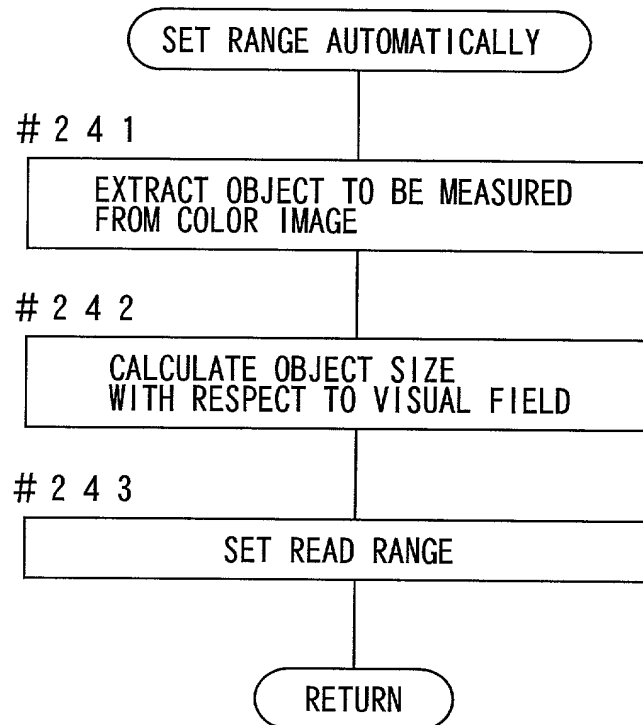 SET RANGE AUTOMATICALLY
#241
EXTRACT OBJECT TO BE MEASURED
FROM COLOR IMAGE
#242
CALCULATE OBJECT SIZE
WITH RESPECT TO VISUAL FIELD
#243
SET READ RANGE
RETURN